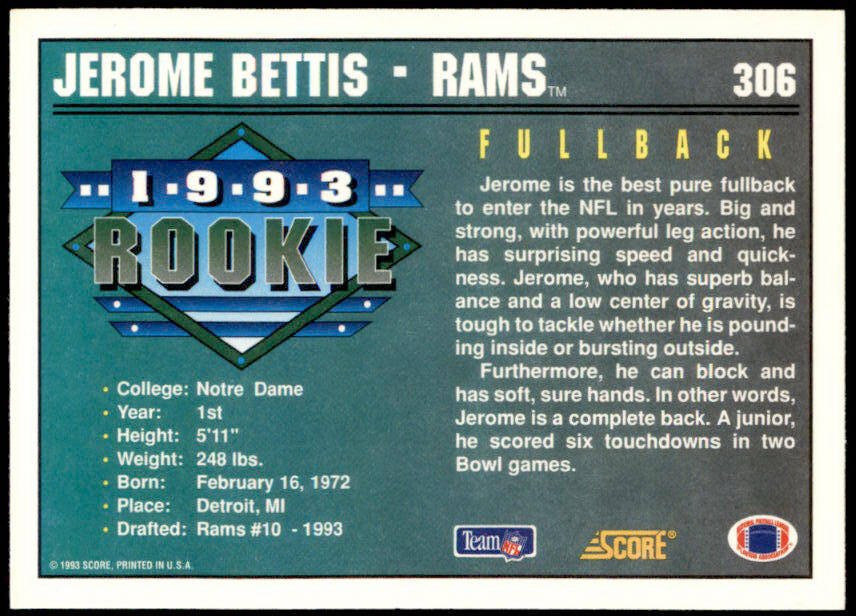 JEROME BETTIS · RAMS™ 306
FULLBACK
··1·9·9·3··
ROOKIE
Jerome is the best pure fullback
to enter the NFL in years. Big and
strong, with powerful leg action, he
has surprising speed and quick-
ness. Jerome, who has superb bal-
ance and a low center of gravity, is
tough to tackle whether he is pound-
ing inside or bursting outside.
Furthermore, he can block and
has soft, sure hands. In other words,
Jerome is a complete back. A junior,
he scored six touchdowns in two
Bowl games.
• College: Notre Dame
• Year: 1st
• Height: 5'11"
• Weight: 248 lbs.
• Born: February 16, 1972
• Place: Detroit, MI
• Drafted: Rams #10 - 1993
© 1993 SCORE, PRINTED IN U.S.A.
Team NFL
SCORE®